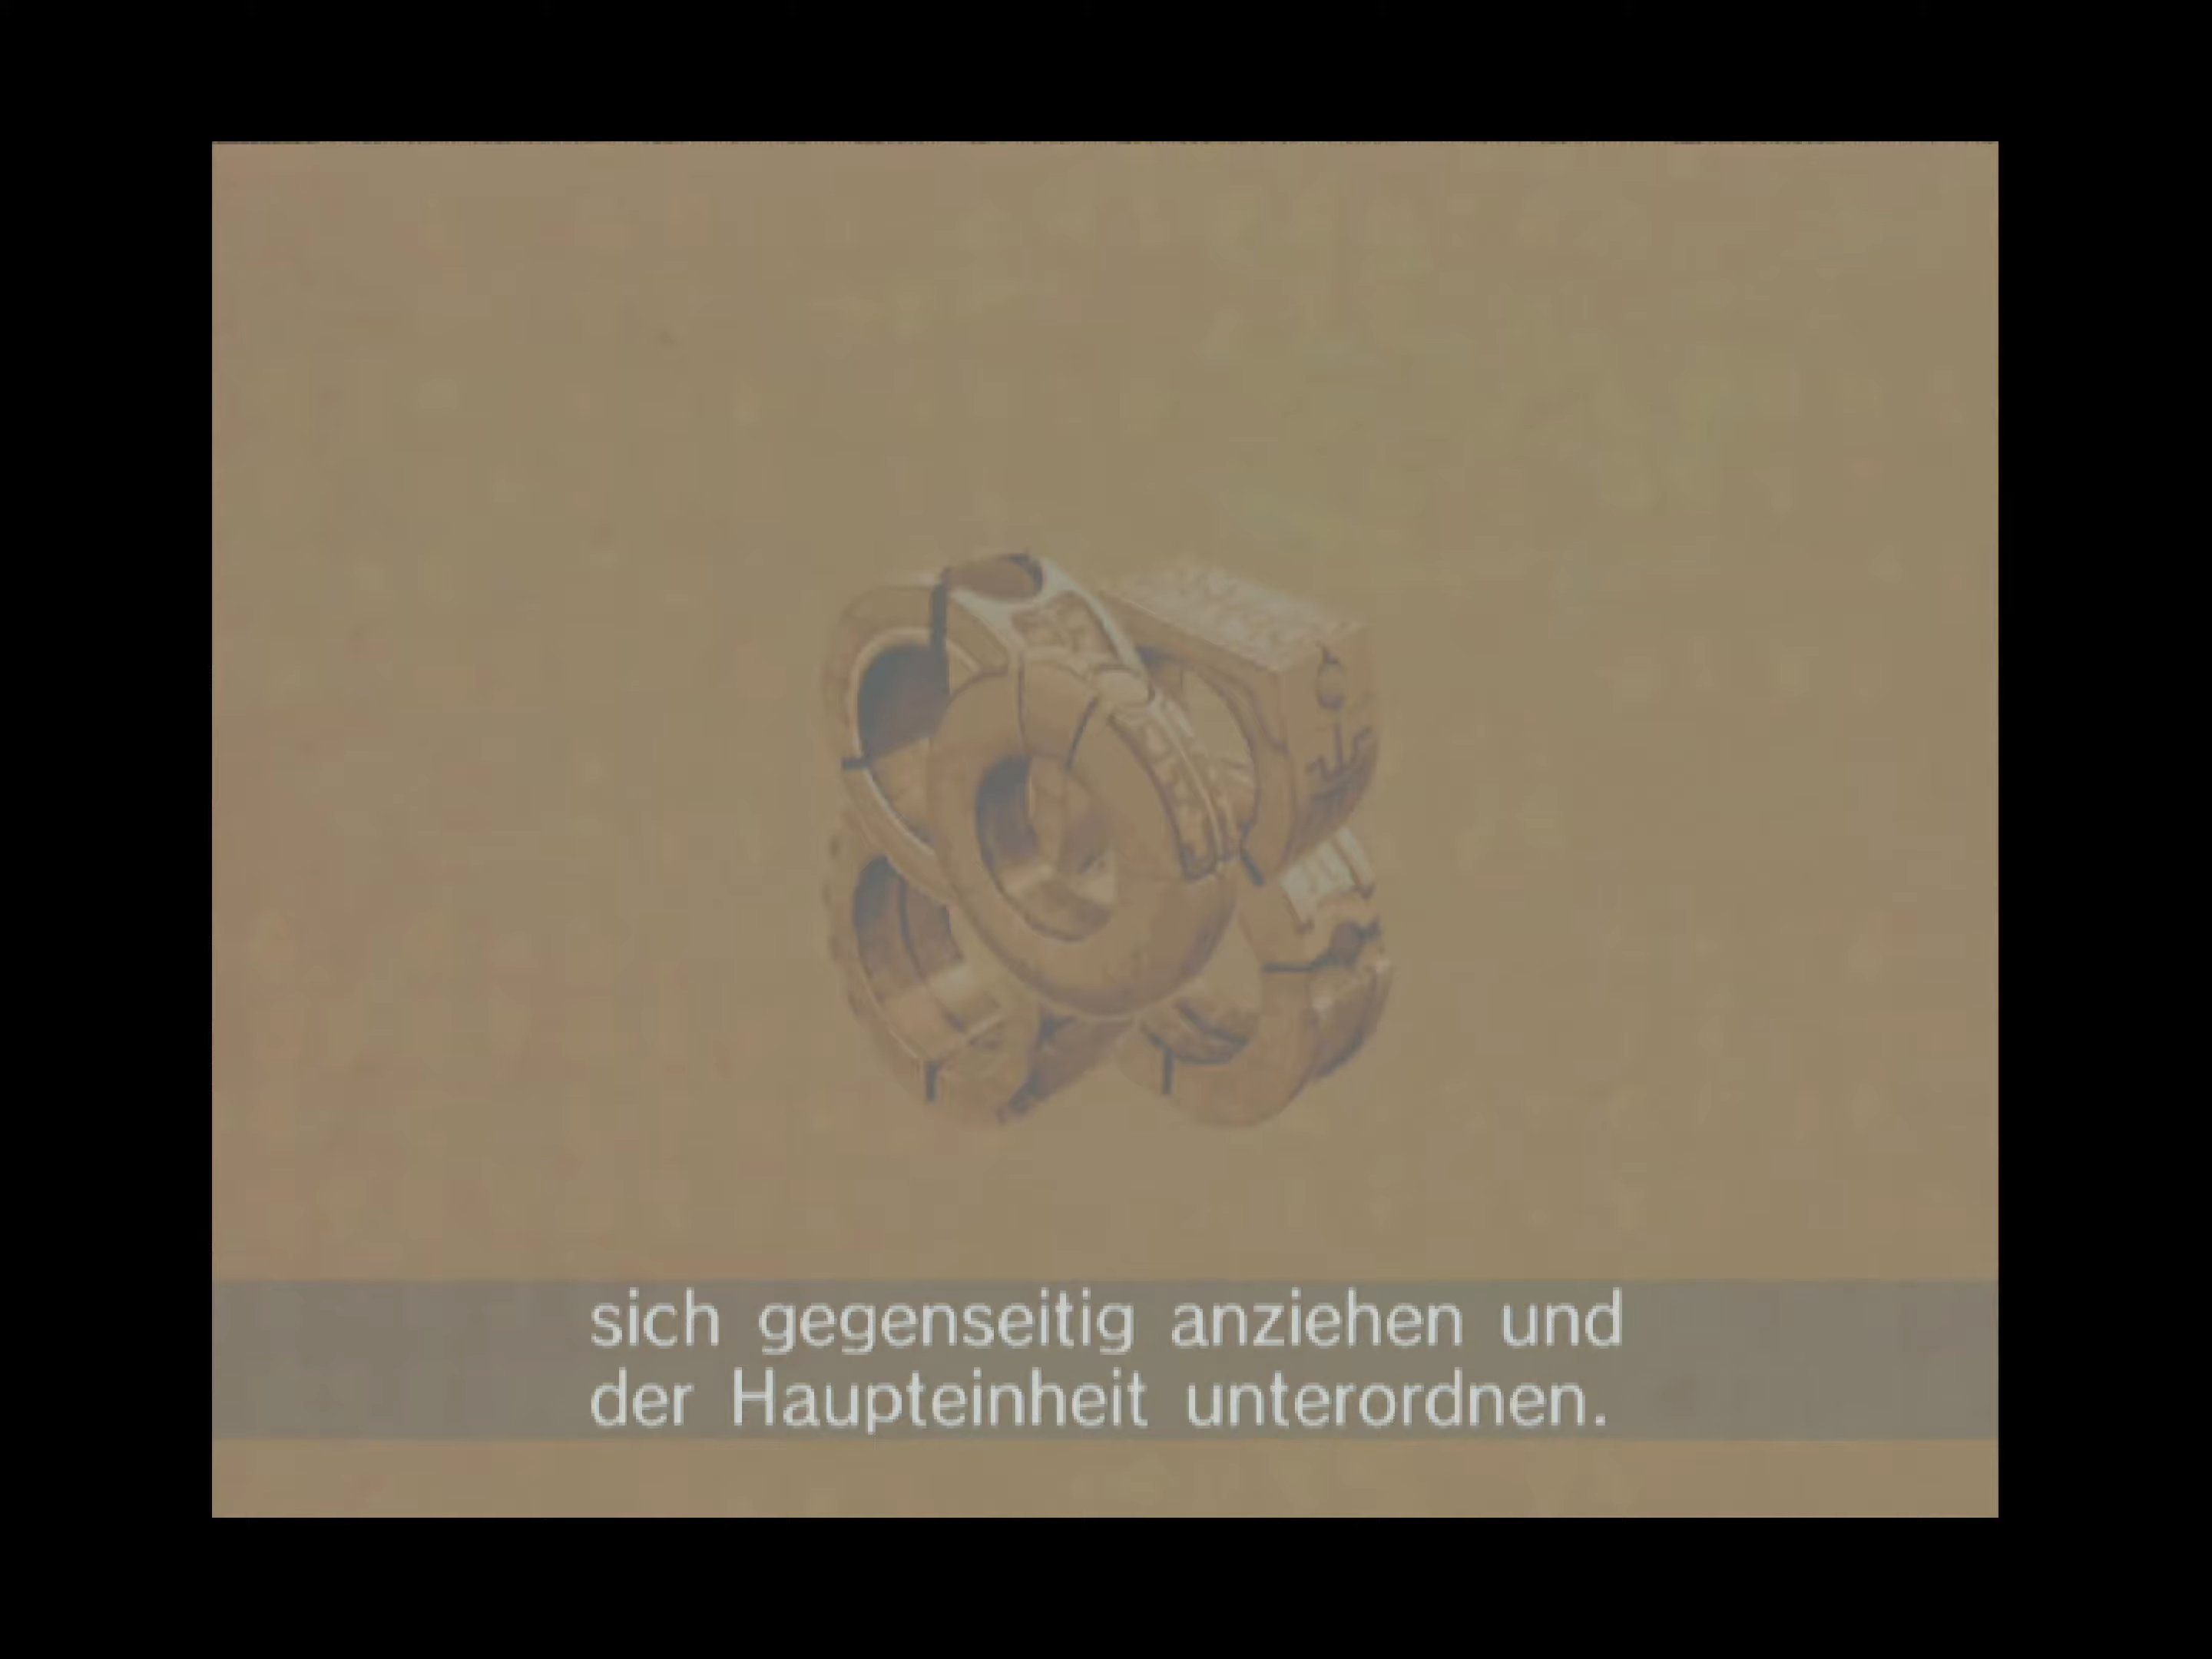 sich gegenseitig anziehen und
der Haupteinheit unterordnen.